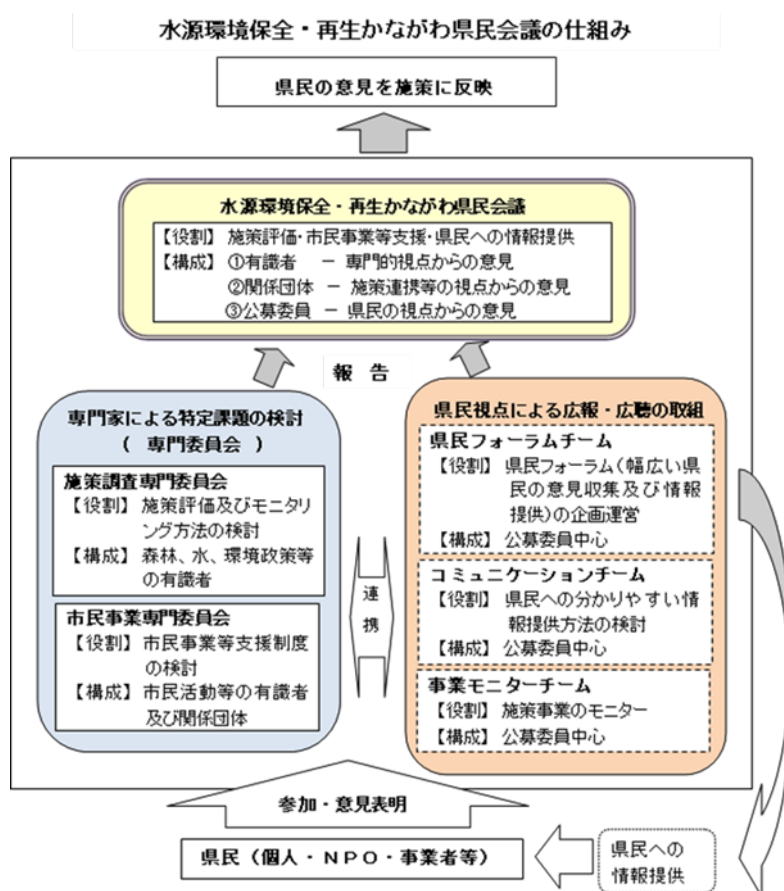 水源環境保全・再生かながわ県民会議の仕組み
県民の意見を施策に反映
水源環境保全・再生かながわ県民会議
【役割】 施策評価・市民事業等支援・県民への情報提供
【構成】 ①有識者 － 専門的視点からの意見
②関係団体 － 施策連携等の視点からの意見
③公募委員 － 県民の視点からの意見
報 告
専門家による特定課題の検討
（ 専門委員会 ）
施策調査専門委員会
【役割】 施策評価及びモニタリ
ング方法の検討
【構成】 森林、水、環境政策等
の有識者
市民事業専門委員会
【役割】 市民事業等支援制度
の検討
【構成】 市民活動等の有識者
及び関係団体
連
携
県民視点による広報・広聴の取組
県民フォーラムチーム
【役割】 県民フォーラム（幅広い県
民の意見収集及び情報
提供）の企画運営
【構成】 公募委員中心
コミュニケーションチーム
【役割】 県民への分かりやすい情
報提供方法の検討
【構成】 公募委員中心
事業モニターチーム
【役割】 施策事業のモニター
【構成】 公募委員中心
参加・意見表明
県民（個人・ＮＰＯ・事業者等）
県民への
情報提供